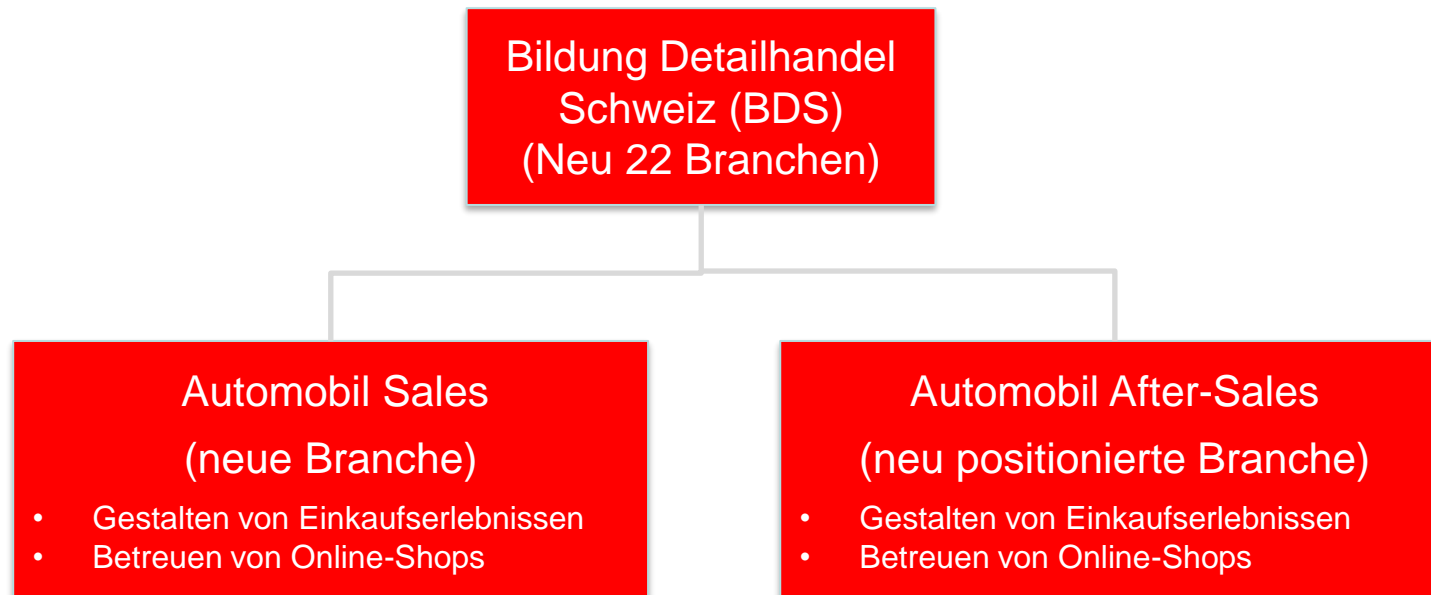 Bildung Detailhandel
Schweiz (BDS)
(Neu 22 Branchen)
Automobil Sales
(neue Branche)
• Gestalten von Einkaufserlebnissen
• Betreuen von Online-Shops
Automobil After-Sales
(neu positionierte Branche)
• Gestalten von Einkaufserlebnissen
• Betreuen von Online-Shops